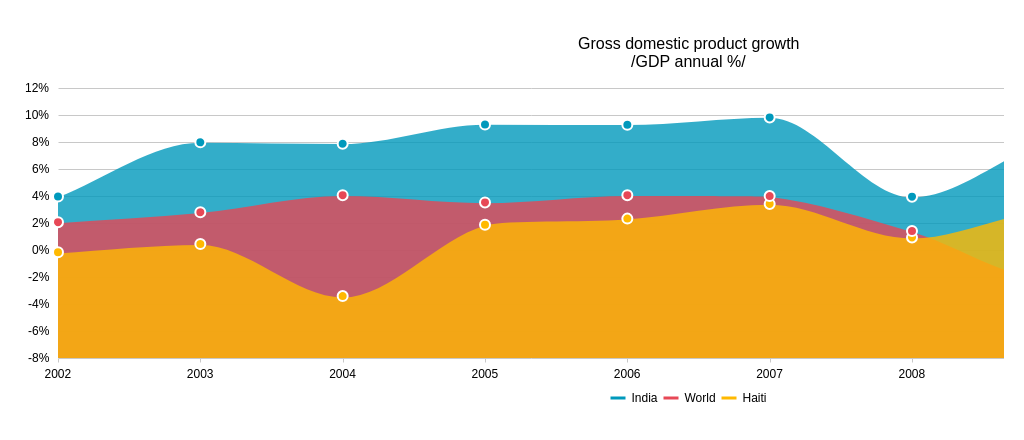 Gross domestic product growth
/GDP annual %/
12%
10%
8%
6%
4%
2%
0%
-2%
-4%
-6%
-8%
2002 2003 2004 2005 2006 2007 2008
India World Haiti